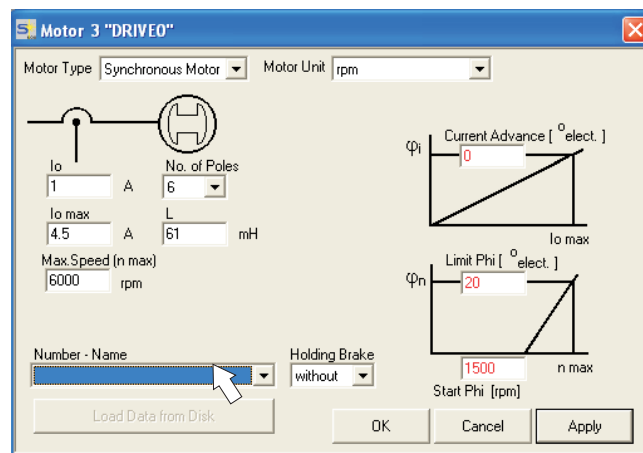 S Motor 3 "DRIVE0"
Motor Type Synchronous Motor Motor Unit rpm
Io No. of Poles
1 A 6
Io max L
4.5 A 61 mH
Max.Speed (n max)
6000 rpm
φi Current Advance [ °elect. ]
0
Io max
φn Limit Phi [ °elect. ]
20
1500 n max
Start Phi [rpm]
Number - Name Holding Brake
without
Load Data from Disk
OK Cancel Apply